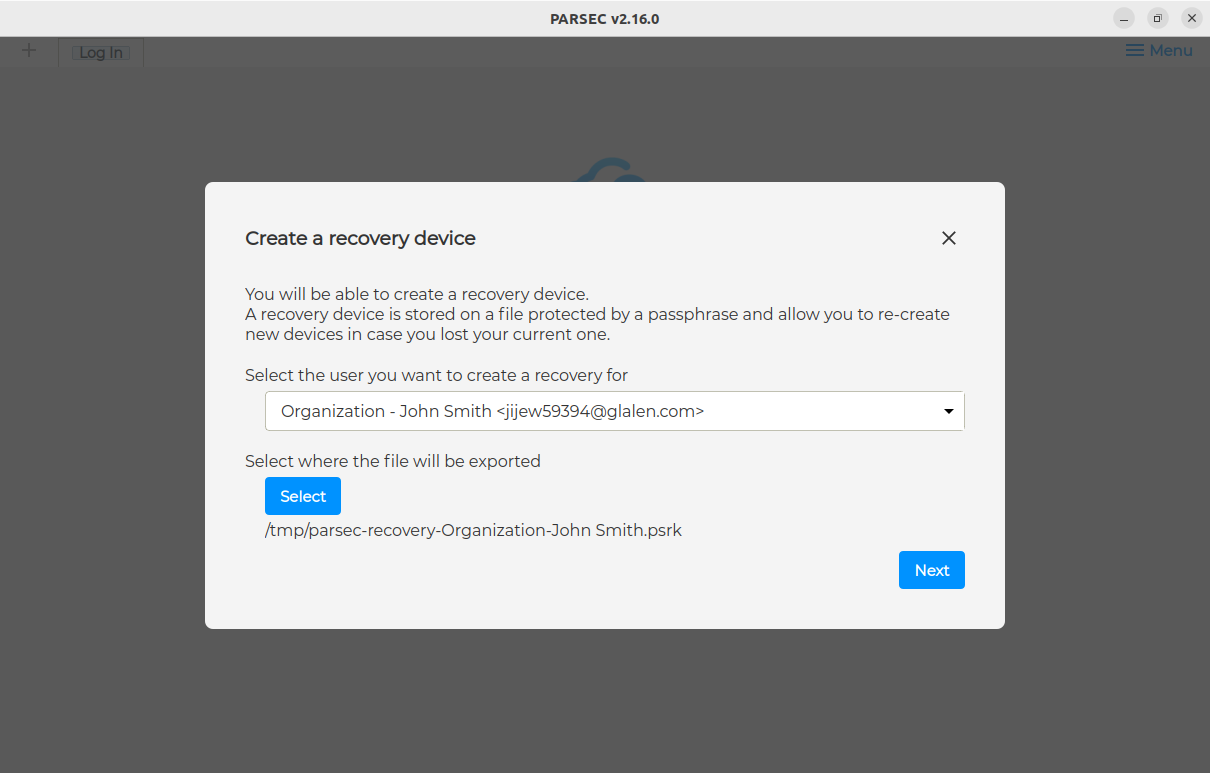 PARSEC v2.16.0
Log In
Menu
Create a recovery device
You will be able to create a recovery device.
A recovery device is stored on a file protected by a passphrase and allow you to re-create
new devices in case you lost your current one.
Select the user you want to create a recovery for
Organization - John Smith <jijew59394@glalen.com>
Select where the file will be exported
Select
/tmp/parsec-recovery-Organization-John Smith.psrk
Next